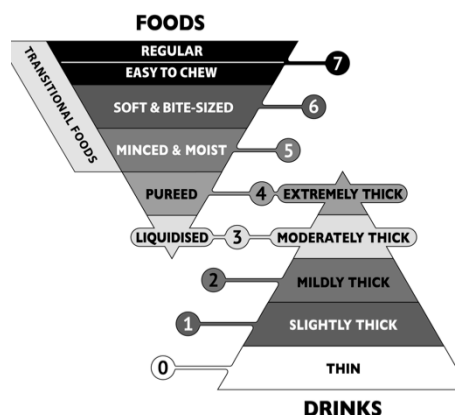 FOODS
TRANSITIONAL FOODS
REGULAR
EASY TO CHEW
7
SOFT & BITE-SIZED
6
MINCED & MOIST
5
PUREED
4
EXTREMELY THICK
LIQUIDISED
3
MODERATELY THICK
2
MILDLY THICK
1
SLIGHTLY THICK
0
THIN
DRINKS